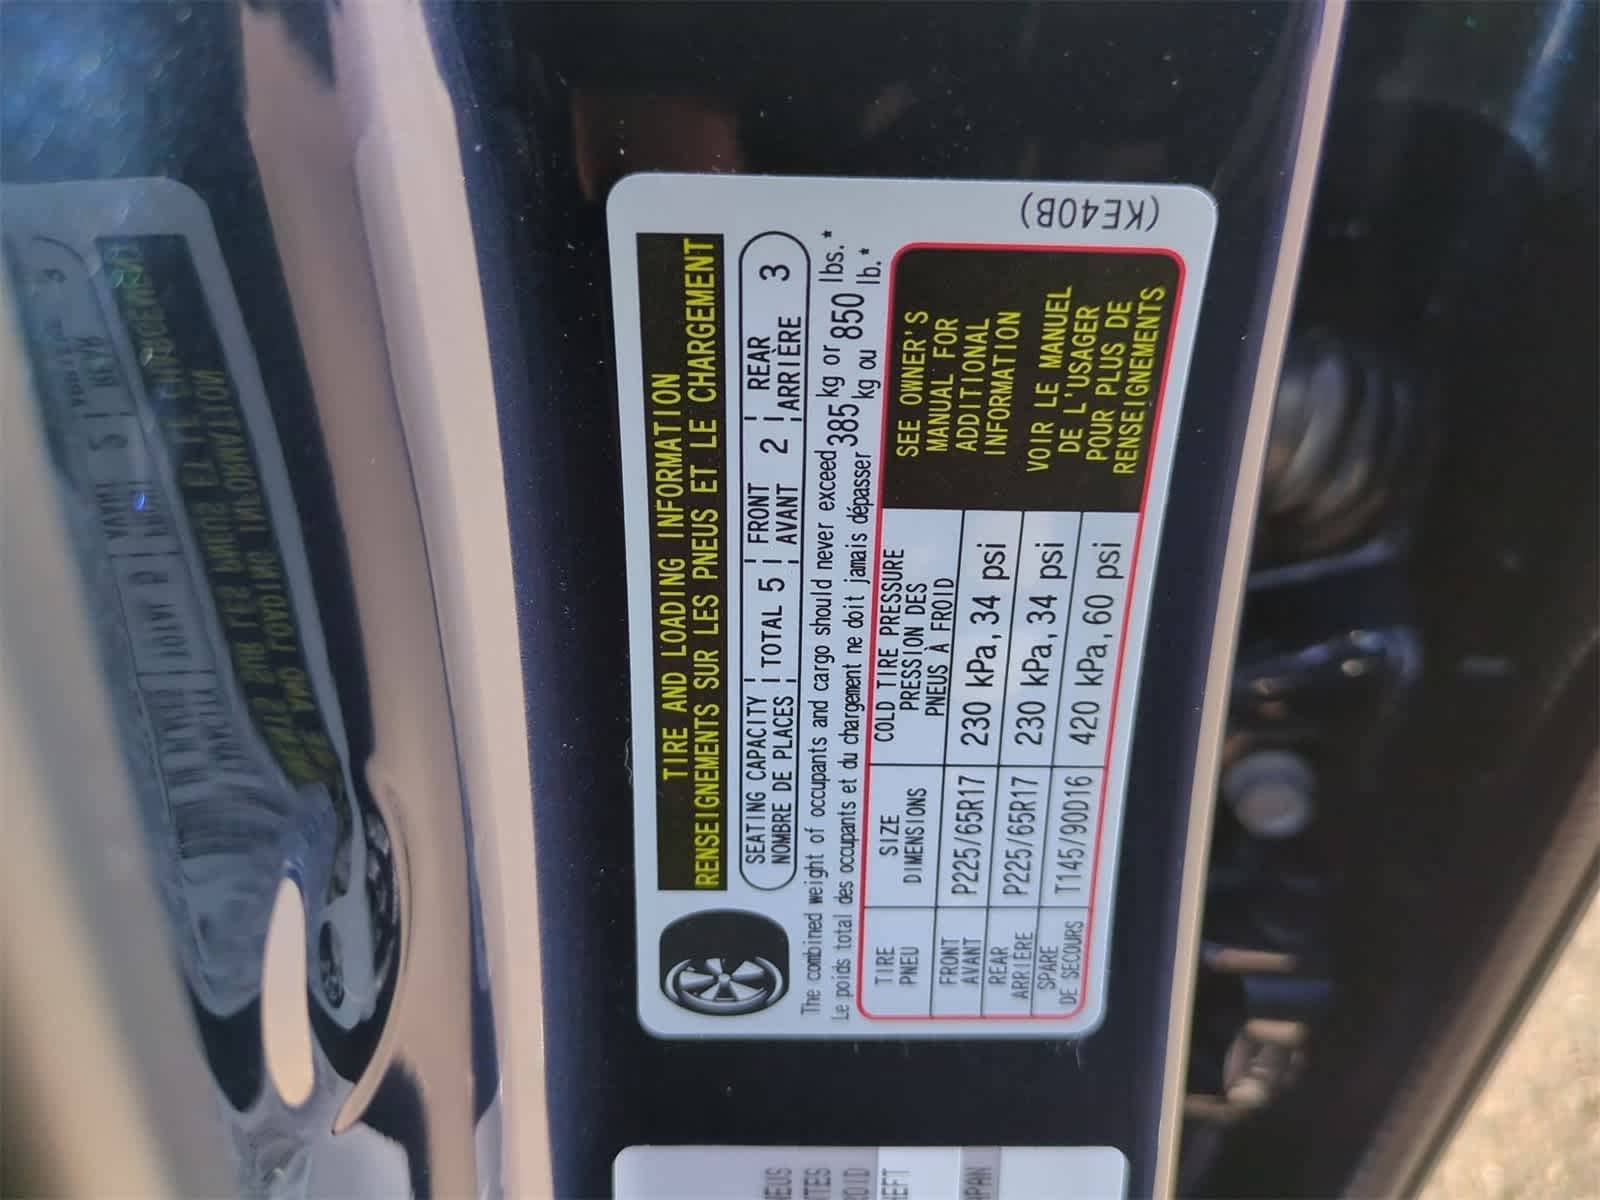 TIRE AND LOADING INFORMATION
RENSEIGNEMENTS SUR LES PNEUS ET LE CHARGEMENT
SEATING CAPACITY | TOTAL 5 | FRONT 2 | REAR 3
NOMBRE DE PLACES | AVANT | ARRIÈRE
The combined weight of occupants and cargo should never exceed 385 kg or 850 lbs.*
Le poids total des occupants et du chargement ne doit jamais dépasser kg ou lb.*
TIRE SIZE COLD TIRE PRESSURE
PNEU DIMENSIONS PRESSION DES
PNEUS À FROID
FRONT
AVANT P225/65R17 230 kPa, 34 psi
REAR
ARRIERE P225/65R17 230 kPa, 34 psi
SPARE
DE SECOURS T145/90D16 420 kPa, 60 psi
SEE OWNER'S
MANUAL FOR
ADDITIONAL
INFORMATION
VOIR LE MANUEL
DE L'USAGER
POUR PLUS DE
RENSEIGNEMENTS
(KE40B)